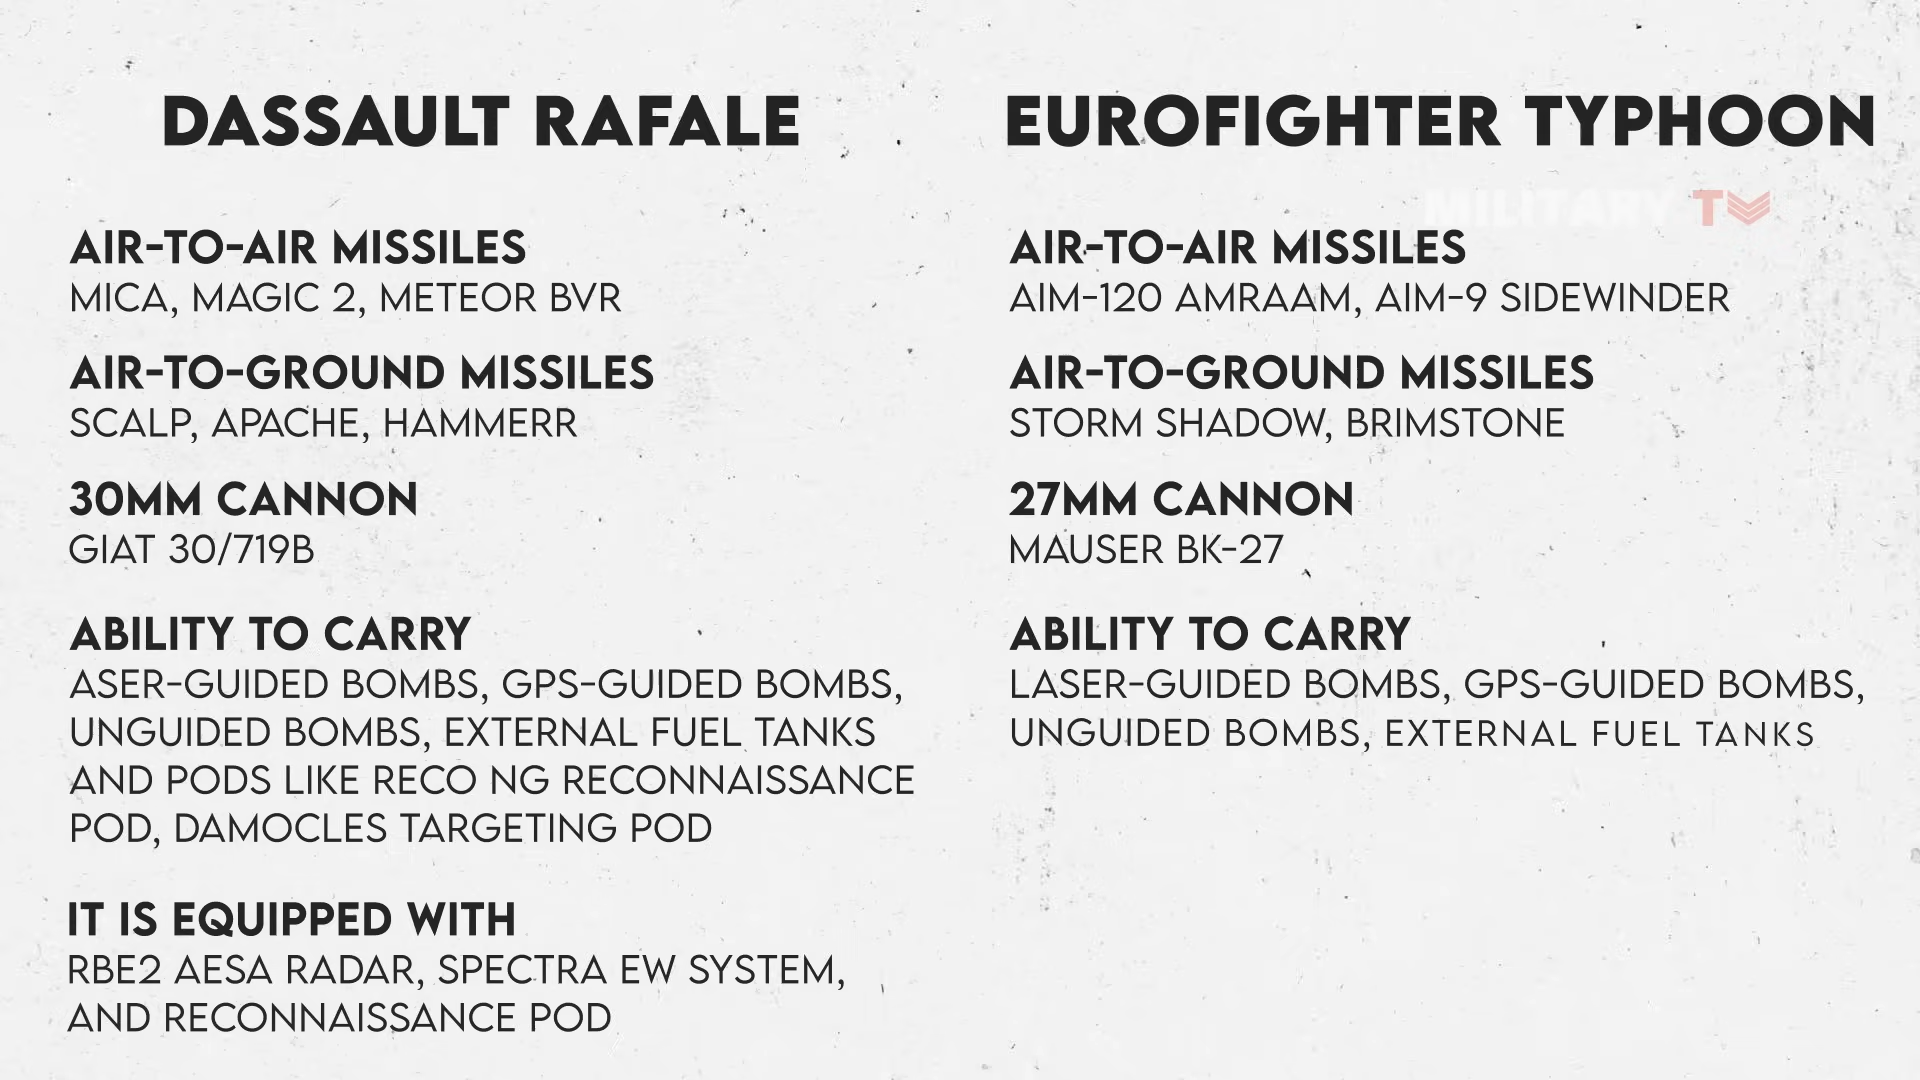 DASSAULT RAFALE
AIR-TO-AIR MISSILES
MICA, MAGIC 2, METEOR BVR
AIR-TO-GROUND MISSILES
SCALP, APACHE, HAMMERR
30MM CANNON
GIAT 30/719B
ABILITY TO CARRY
ASER-GUIDED BOMBS, GPS-GUIDED BOMBS,
UNGUIDED BOMBS, EXTERNAL FUEL TANKS
AND PODS LIKE RECO NG RECONNAISSANCE
POD, DAMOCLES TARGETING POD
IT IS EQUIPPED WITH
RBE2 AESA RADAR, SPECTRA EW SYSTEM,
AND RECONNAISSANCE POD
EUROFIGHTER TYPHOON
MILITARY TV
AIR-TO-AIR MISSILES
AIM-120 AMRAAM, AIM-9 SIDEWINDER
AIR-TO-GROUND MISSILES
STORM SHADOW, BRIMSTONE
27MM CANNON
MAUSER BK-27
ABILITY TO CARRY
LASER-GUIDED BOMBS, GPS-GUIDED BOMBS,
UNGUIDED BOMBS, EXTERNAL FUEL TANKS